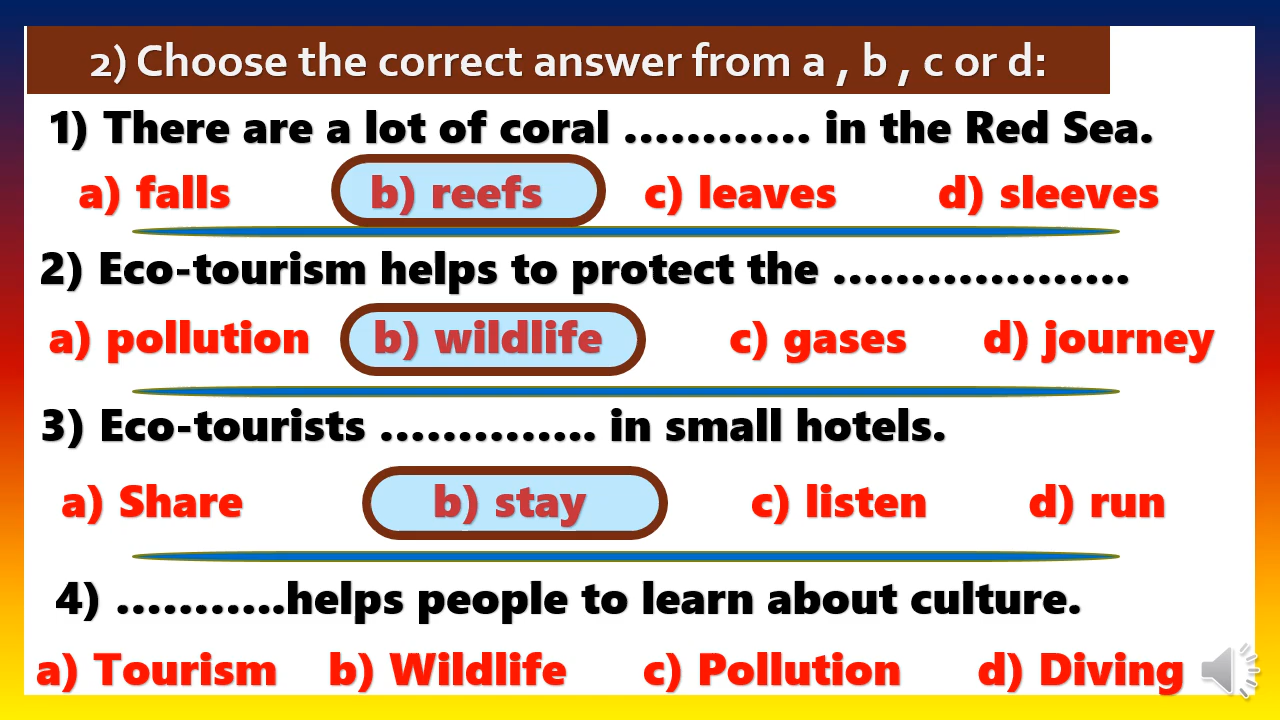 2) Choose the correct answer from a , b , c or d:
1) There are a lot of coral ………… in the Red Sea.
a) falls b) reefs c) leaves d) sleeves
2) Eco-tourism helps to protect the ……………….
a) pollution b) wildlife c) gases d) journey
3) Eco-tourists ………….. in small hotels.
a) Share b) stay c) listen d) run
4) ………..helps people to learn about culture.
a) Tourism b) Wildlife c) Pollution d) Diving